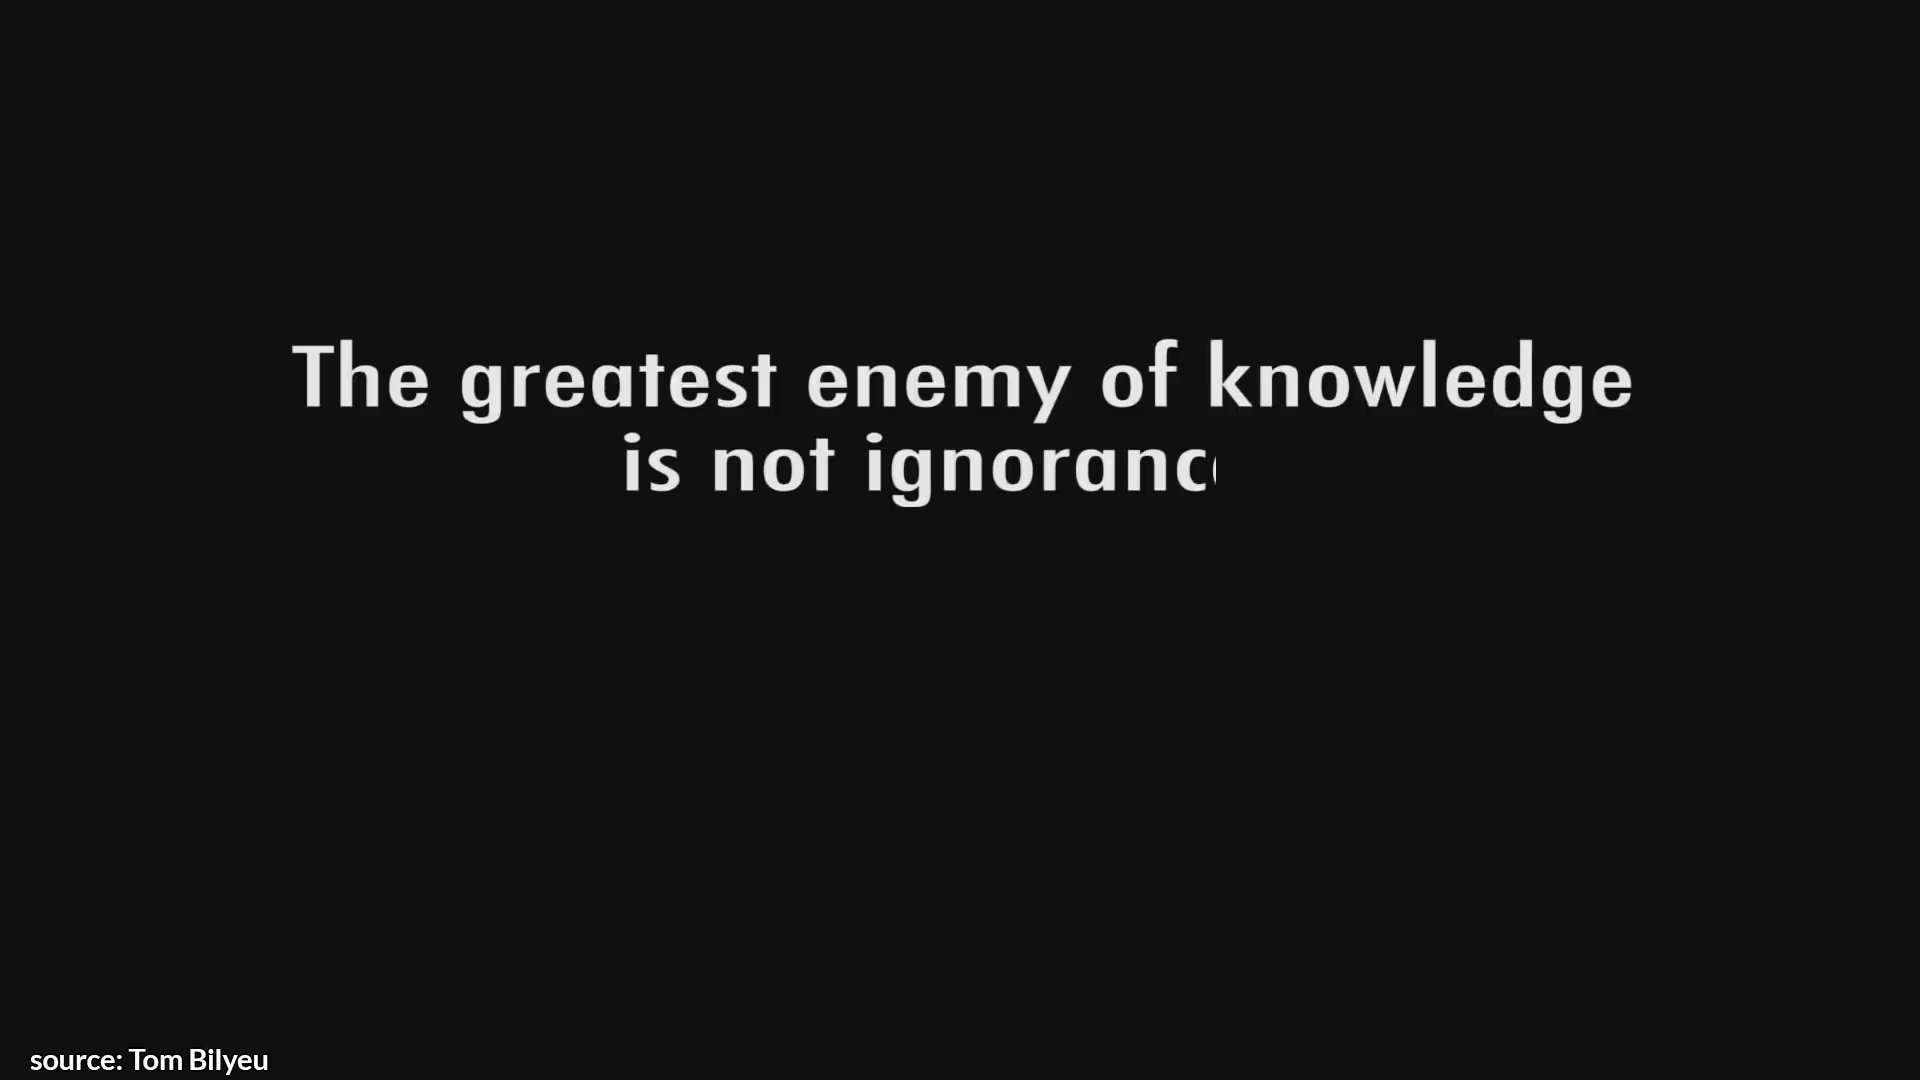 The greatest enemy of knowledge
is not ignoranc
source: Tom Bilyeu